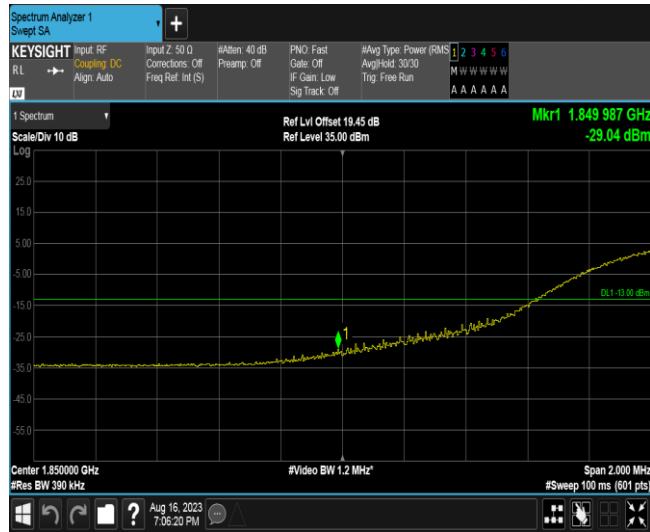 Spectrum Analyzer 1
Swept SA
KEYSIGHT
RL
LXI
Input: RF
Coupling: DC
Align: Auto
Input Z: 50 Ω
Corrections: Off
Freq Ref: Int (S)
#Atten: 40 dB
Preamp: Off
PNO: Fast
Gate: Off
IF Gain: Low
Sig Track: Off
#Avg Type: Power (RMS
Avg|Hold: 30/30
Trig: Free Run
1 2 3 4 5 6
M W W W W W
A A A A A A
1 Spectrum
Scale/Div 10 dB
Log
Ref Lvl Offset 19.45 dB
Ref Level 35.00 dBm
Mkr1 1.849 987 GHz
-29.04 dBm
25.0
15.0
5.00
-5.00
DL1 -13.00 dBm
-15.0
1
-25.0
-35.0
-45.0
-55.0
Center 1.850000 GHz
#Res BW 390 kHz
#Video BW 1.2 MHz*
Span 2.000 MHz
#Sweep 100 ms (601 pts)
?
Aug 16, 2023
7:06:20 PM